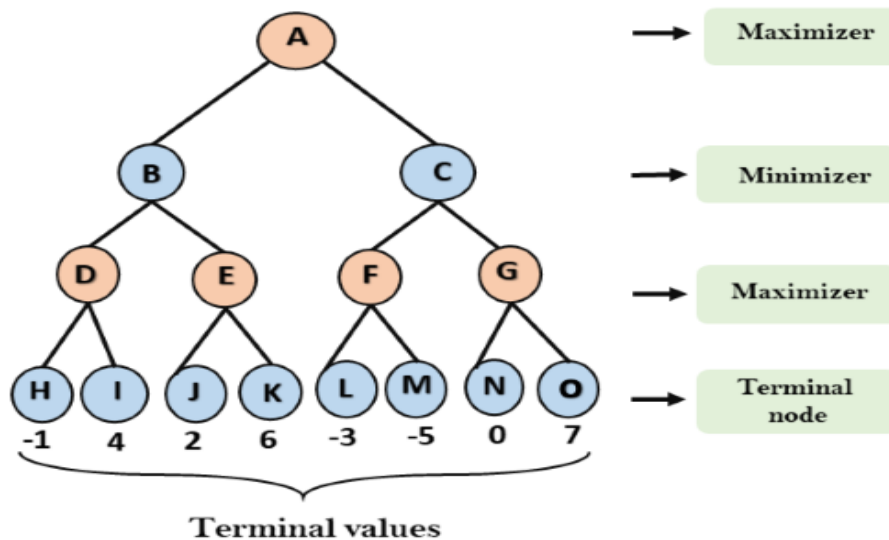 A
Maximizer
B
C
Minimizer
D
E
F
G
Maximizer
H I J K L M N O
Terminal
node
-1 4 2 6 -3 -5 0 7
Terminal values